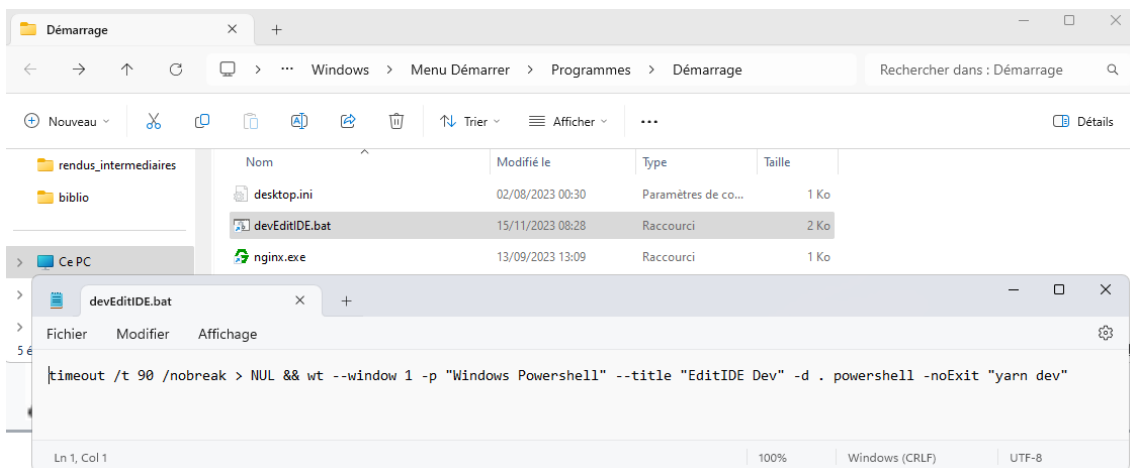 Démarrage
Windows > Menu Démarrer > Programmes > Démarrage
Rechercher dans : Démarrage
Nouveau
Trier
Afficher
Détails
rendus_intermediaires
biblio
Ce PC
Nom Modifié le Type Taille
desktop.ini 02/08/2023 00:30 Paramètres de co... 1 Ko
devEditIDE.bat 15/11/2023 08:28 Raccourci 2 Ko
nginx.exe 13/09/2023 13:09 Raccourci 1 Ko
5 é
devEditIDE.bat
Fichier Modifier Affichage
timeout /t 90 /nobreak > NUL && wt --window 1 -p "Windows Powershell" --title "EditIDE Dev" -d . powershell -noExit "yarn dev"
Ln 1, Col 1 100% Windows (CRLF) UTF-8